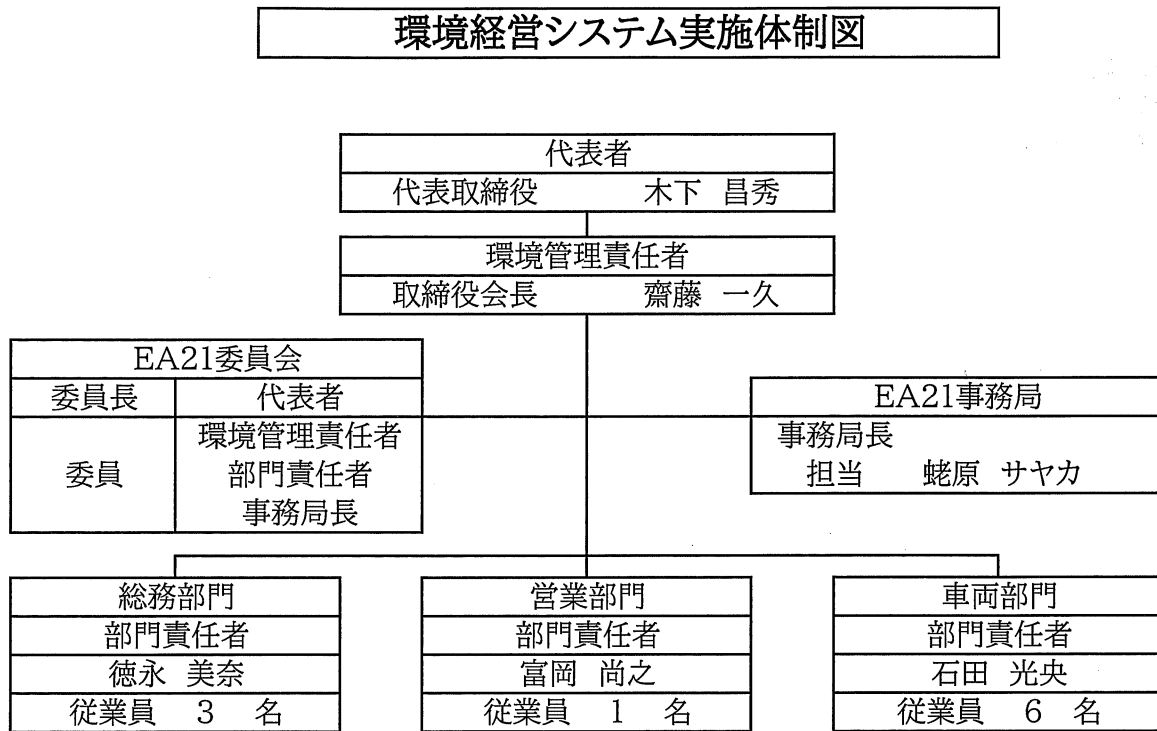 環境経営システム実施体制図
代表者
代表取締役 木下 昌秀
環境管理責任者
取締役会長 齋藤 一久
EA21委員会
委員長 代表者
委員 環境管理責任者
部門責任者
事務局長
EA21事務局
事務局長
担当 蛯原 サヤカ
総務部門
部門責任者
徳永 美奈
従業員 3 名
営業部門
部門責任者
富岡 尚之
従業員 1 名
車両部門
部門責任者
石田 光央
従業員 6 名